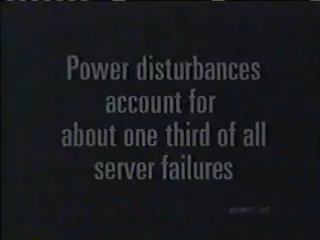 Power disturbances
account for
about one third of all
server failures